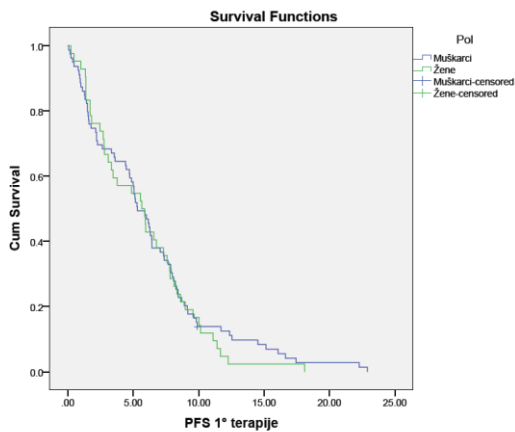 Survival Functions
Pol
Muškarci
Žene
Muškarci-censored
Žene-censored
Cum Survival
1.0
0.8
0.6
0.4
0.2
0.0
.00
5.00
10.00
15.00
20.00
25.00
PFS 1° terapije